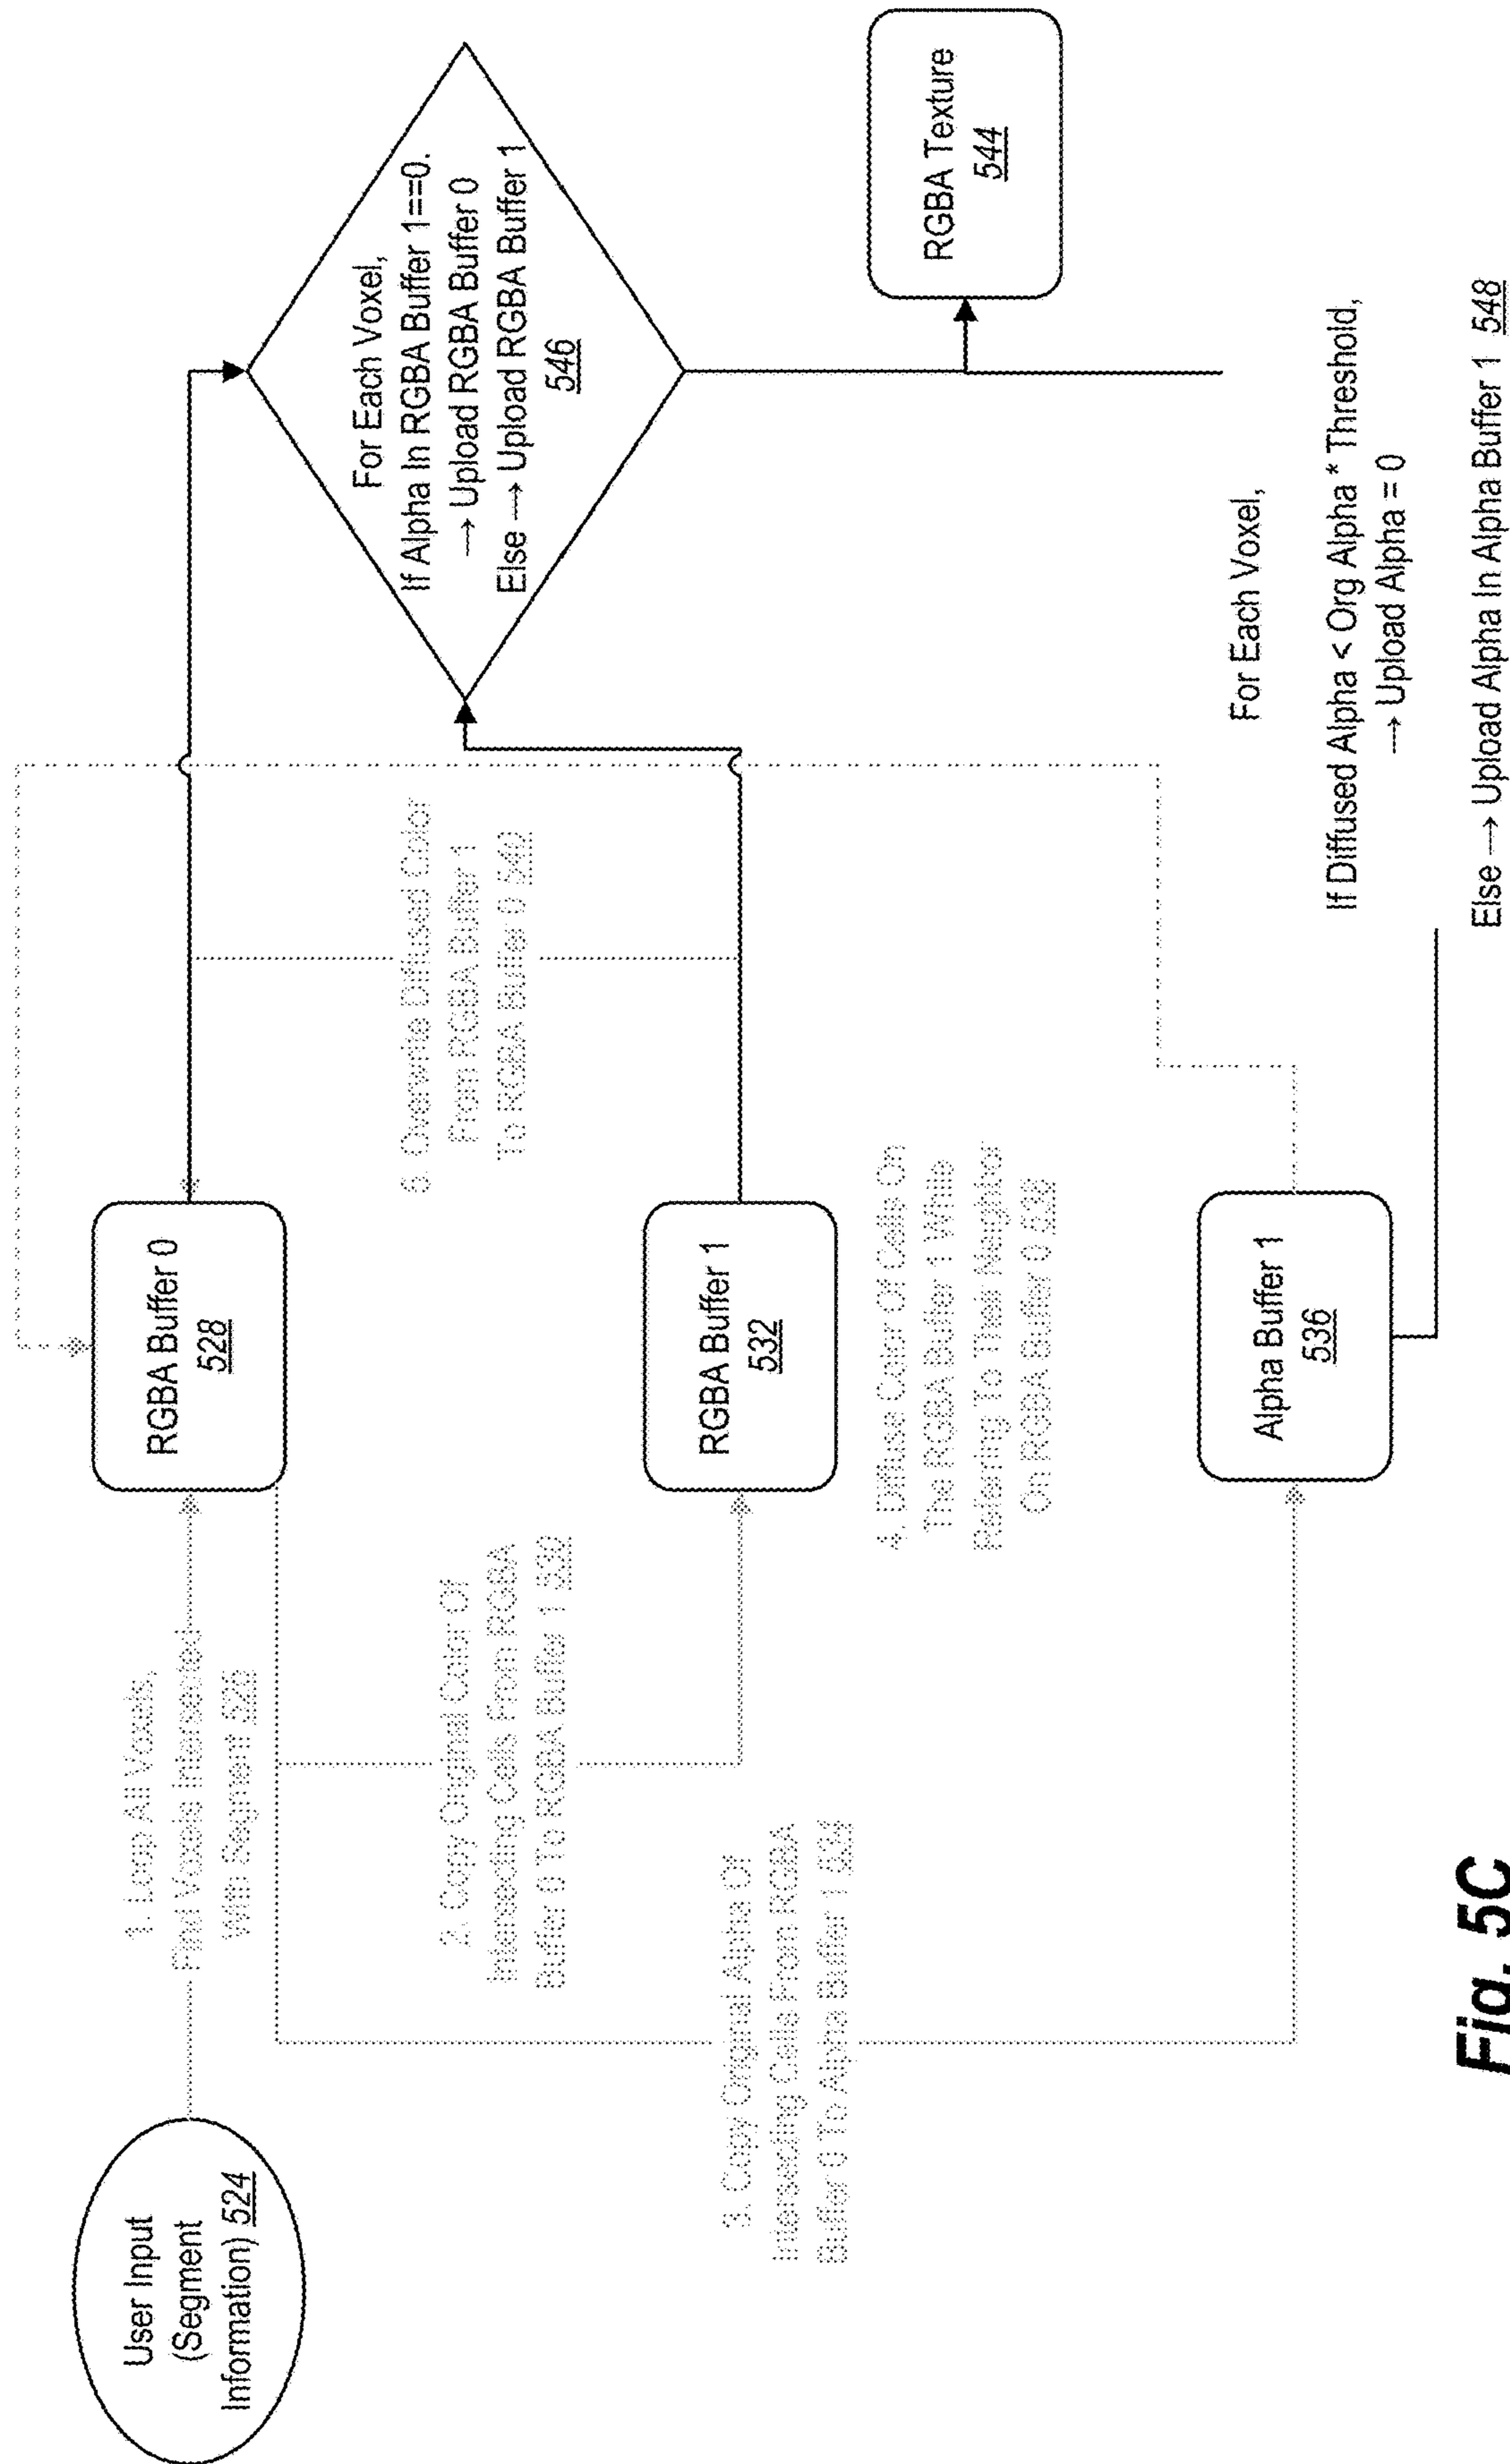 User Input
(Segment
Information) 524
1. Loop All Voxels,
Find Voxels Intersected
With Segment 526
RGBA Buffer 0
528
2. Copy Original Color Of
Intersecting Cells From RGBA
Buffer 0 To RGBA Buffer 1 530
RGBA Buffer 1
532
3. Copy Original Alpha Of
Intersecting Cells From RGBA
Buffer 0 To Alpha Buffer 1 534
Alpha Buffer 1
536
4. Diffuse Color Of Cells On
The RGBA Buffer 1 While
Referring To Their Neighbor
On RGBA Buffer 0 538
Overwrite Diffused Color
From RGBA Buffer 1
To RGBA Buffer 0 540
For Each Voxel,
If Alpha In RGBA Buffer 1==0.
→ Upload RGBA Buffer 0
Else → Upload RGBA Buffer 1
546
RGBA Texture
544
For Each Voxel,
If Diffused Alpha < Org Alpha * Threshold,
→ Upload Alpha = 0
Else → Upload Alpha In Alpha Buffer 1 548
Fig. 5C